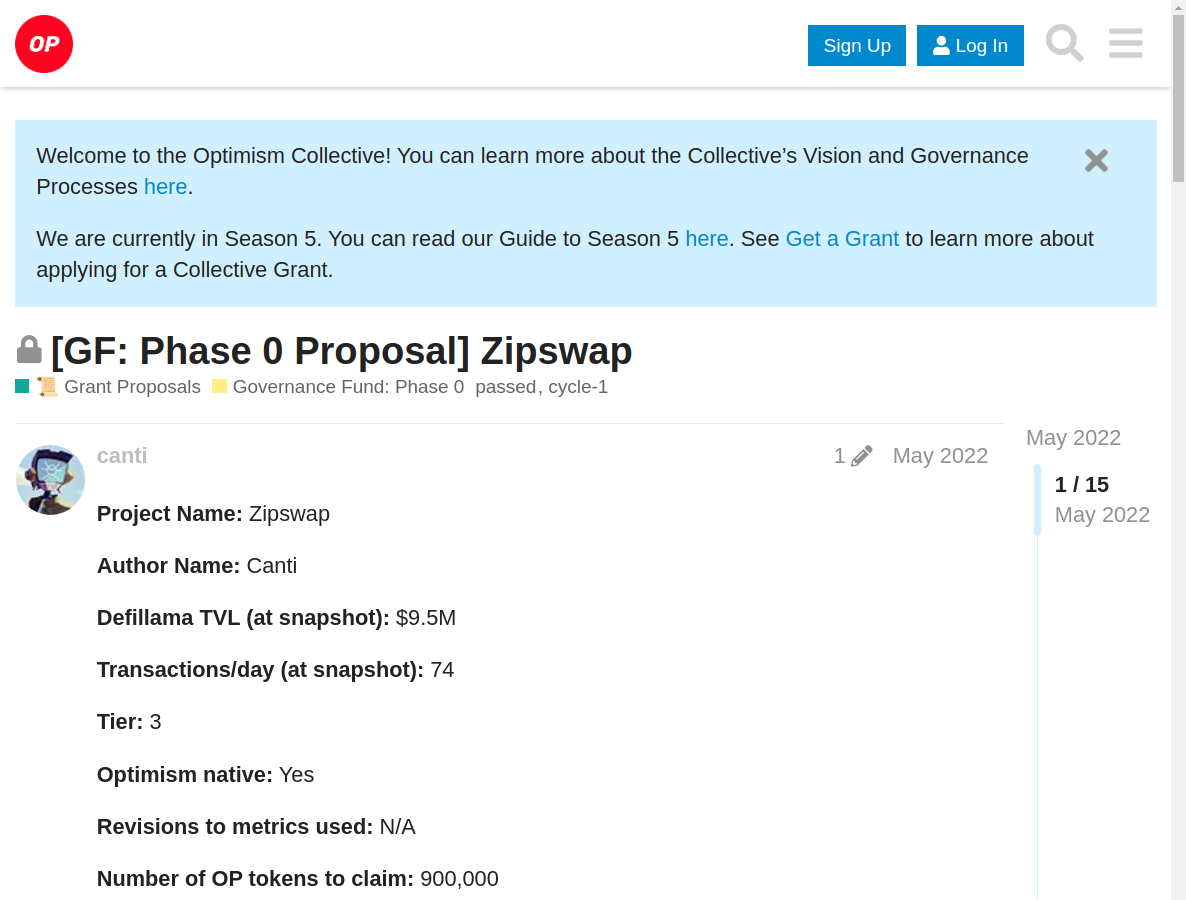 OP
Sign Up
Log In
Welcome to the Optimism Collective! You can learn more about the Collective’s Vision and Governance
Processes here.
We are currently in Season 5. You can read our Guide to Season 5 here. See Get a Grant to learn more about
applying for a Collective Grant.
[GF: Phase 0 Proposal] Zipswap
Grant Proposals Governance Fund: Phase 0 passed, cycle-1
canti
1
May 2022
Project Name: Zipswap
Author Name: Canti
Defillama TVL (at snapshot): $9.5M
Transactions/day (at snapshot): 74
Tier: 3
Optimism native: Yes
Revisions to metrics used: N/A
Number of OP tokens to claim: 900,000
May 2022
1 / 15
May 2022